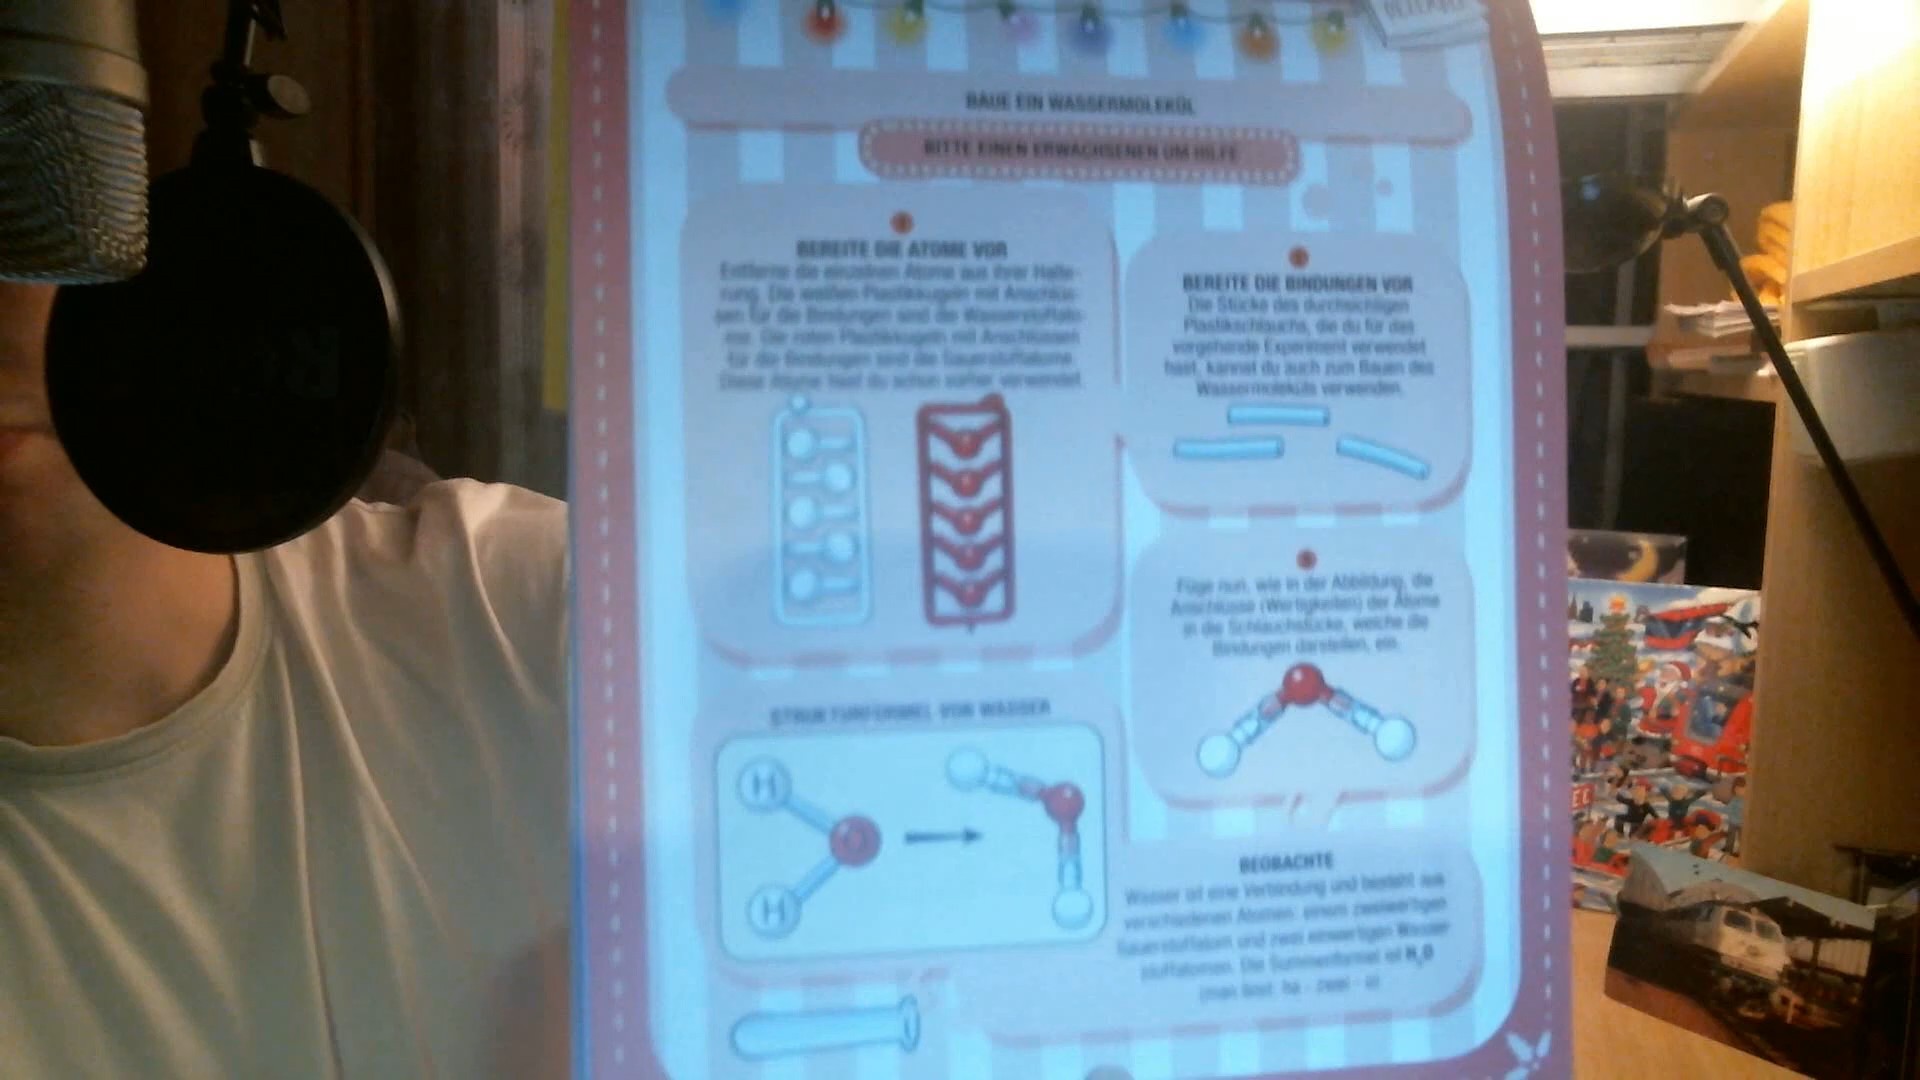 DEZEMBER
BAUE EIN WASSERMOLEKÜL
BITTE EINEN ERWACHSENEN UM HILFE
BEREITE DIE ATOME VOR
Entferne die einzelnen Atome aus ihrer Halte-
rung. Die weißen Plastikkugeln mit Anschlüs-
sen für die Bindungen sind die Wasserstoffato-
me. Die roten Plastikkugeln mit Anschlüssen
für die Bindungen sind die Sauerstoffatome.
Diese Atome hast du schon vorher verwendet.
BEREITE DIE BINDUNGEN VOR
Die Stücke des durchsichtigen
Plastikschlauchs, die du für das
vorgehende Experiment verwendet
hast, kannst du auch zum Bauen des
Wassermoleküls verwenden.
Füge nun, wie in der Abbildung, die
Anschlüsse (Wertigkeiten) der Atome
in die Schlauchstücke, welche die
Bindungen darstellen, ein.
STRUKTURFORMEL VON WASSER
H
O
H
BEOBACHTE
Wasser ist eine Verbindung und besteht aus
verschiedenen Atomen: einem zweiwertigen
Sauerstoffatom und zwei einwertigen Wasser
stoffatomen. Die Summenformel ist H₂O
(man liest: ha - zwei - o)